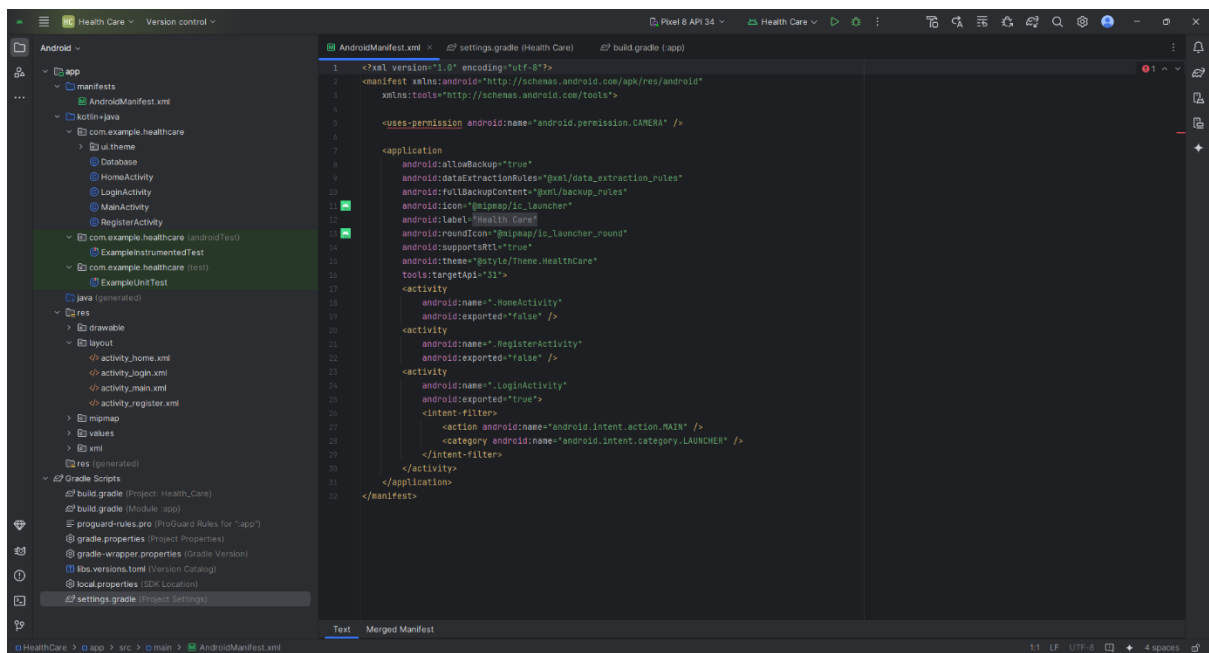 HC Health Care Version control
Pixel 8 API 34 Health Care
Android
AndroidManifest.xml settings.gradle (Health Care) build.gradle (:app)
app
manifests
AndroidManifest.xml
kotlin+java
com.example.healthcare
ui.theme
Database
HomeActivity
LoginActivity
MainActivity
RegisterActivity
com.example.healthcare (androidTest)
ExampleInstrumentedTest
com.example.healthcare (test)
ExampleUnitTest
java (generated)
res
drawable
layout
activity_home.xml
activity_login.xml
activity_main.xml
activity_register.xml
mipmap
values
xml
res (generated)
Gradle Scripts
build.gradle (Project: Health_Care)
build.gradle (Module :app)
proguard-rules.pro (ProGuard Rules for ":app")
gradle.properties (Project Properties)
gradle-wrapper.properties (Gradle Version)
libs.versions.toml (Version Catalog)
local.properties (SDK Location)
settings.gradle (Project Settings)
1 <?xml version="1.0" encoding="utf-8"?>
2 <manifest xmlns:android="http://schemas.android.com/apk/res/android"
3 xmlns:tools="http://schemas.android.com/tools">
4
5 <uses-permission android:name="android.permission.CAMERA" />
6
7 <application
8 android:allowBackup="true"
9 android:dataExtractionRules="@xml/data_extraction_rules"
10 android:fullBackupContent="@xml/backup_rules"
11 android:icon="@mipmap/ic_launcher"
12 android:label="Health Care"
13 android:roundIcon="@mipmap/ic_launcher_round"
14 android:supportsRtl="true"
15 android:theme="@style/Theme.HealthCare"
16 tools:targetApi="31">
17 <activity
18 android:name=".HomeActivity"
19 android:exported="false" />
20 <activity
21 android:name=".RegisterActivity"
22 android:exported="false" />
23 <activity
24 android:name=".LoginActivity"
25 android:exported="true">
26 <intent-filter>
27 <action android:name="android.intent.action.MAIN" />
28 <category android:name="android.intent.category.LAUNCHER" />
29 </intent-filter>
30 </activity>
31 </application>
32 </manifest>
1
Text Merged Manifest
HealthCare > app > src > main > AndroidManifest.xml
1:1 LF UTF-8 4 spaces